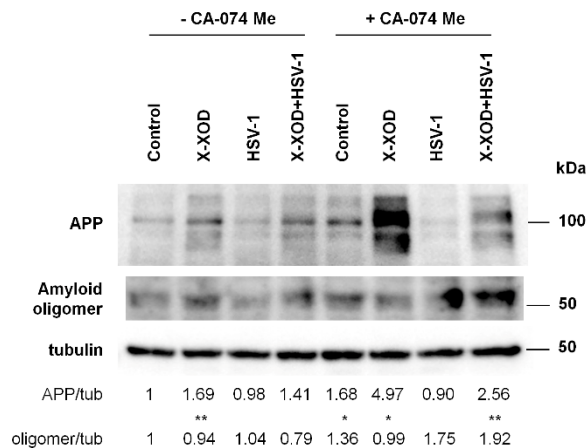 - CA-074 Me + CA-074 Me
Control X-XOD HSV-1 X-XOD+HSV-1 Control X-XOD HSV-1 X-XOD+HSV-1
kDa
APP 100
Amyloid
oligomer 50
tubulin 50
APP/tub 1 1.69 0.98 1.41 1.68 4.97 0.90 2.56
** * * **
oligomer/tub 1 0.94 1.04 0.79 1.36 0.99 1.75 1.92